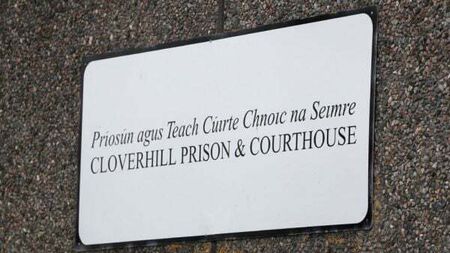 Príosún agus Teach Cúirte Chnoic na Seimre
CLOVERHILL PRISON & COURTHOUSE